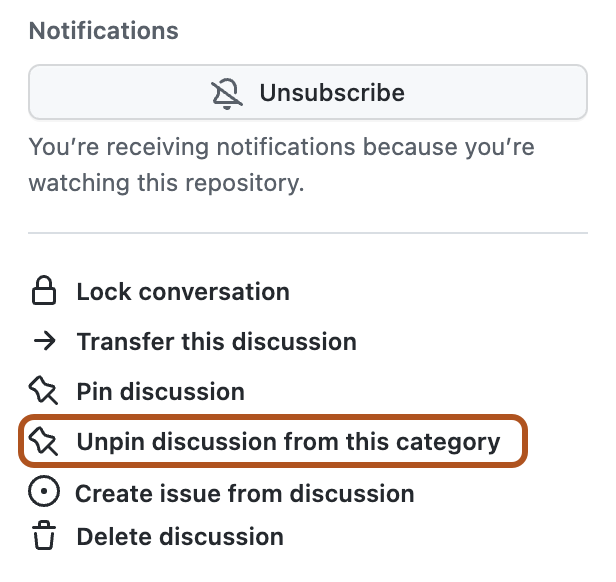 Notifications
Unsubscribe
You’re receiving notifications because you’re
watching this repository.
Lock conversation
Transfer this discussion
Pin discussion
Unpin discussion from this category
Create issue from discussion
Delete discussion